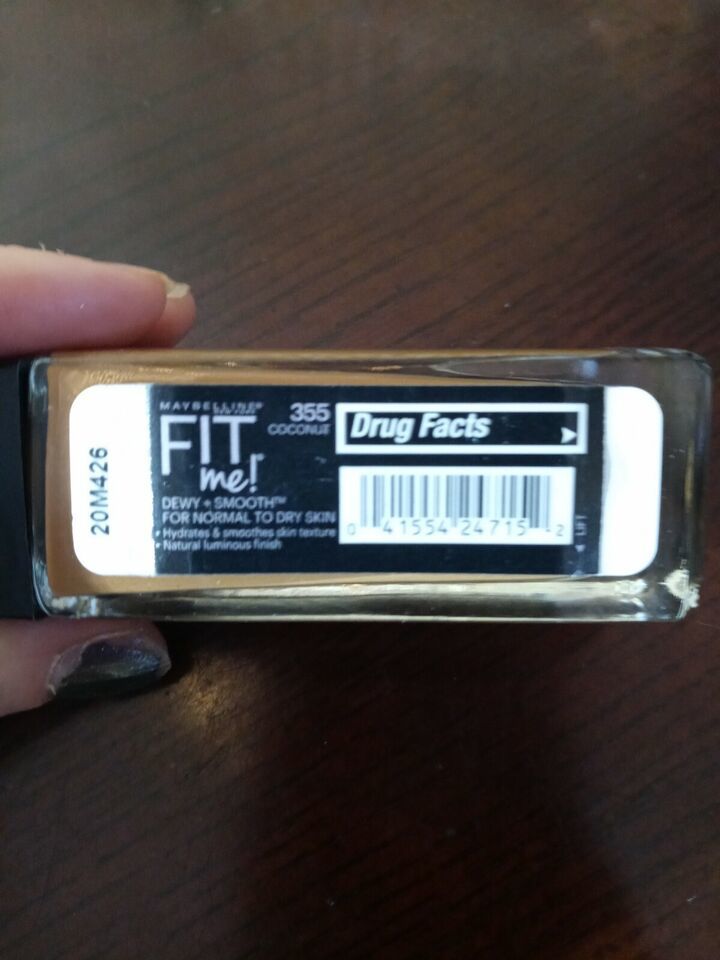 20M426
MAYBELLINE®
NEW YORK
FIT
me!®
355
COCONUT
DEWY + SMOOTH™
FOR NORMAL TO DRY SKIN
• Hydrates & smoothes skin texture
• Natural luminous finish
Drug Facts
0 41554 24715 2
LIFT